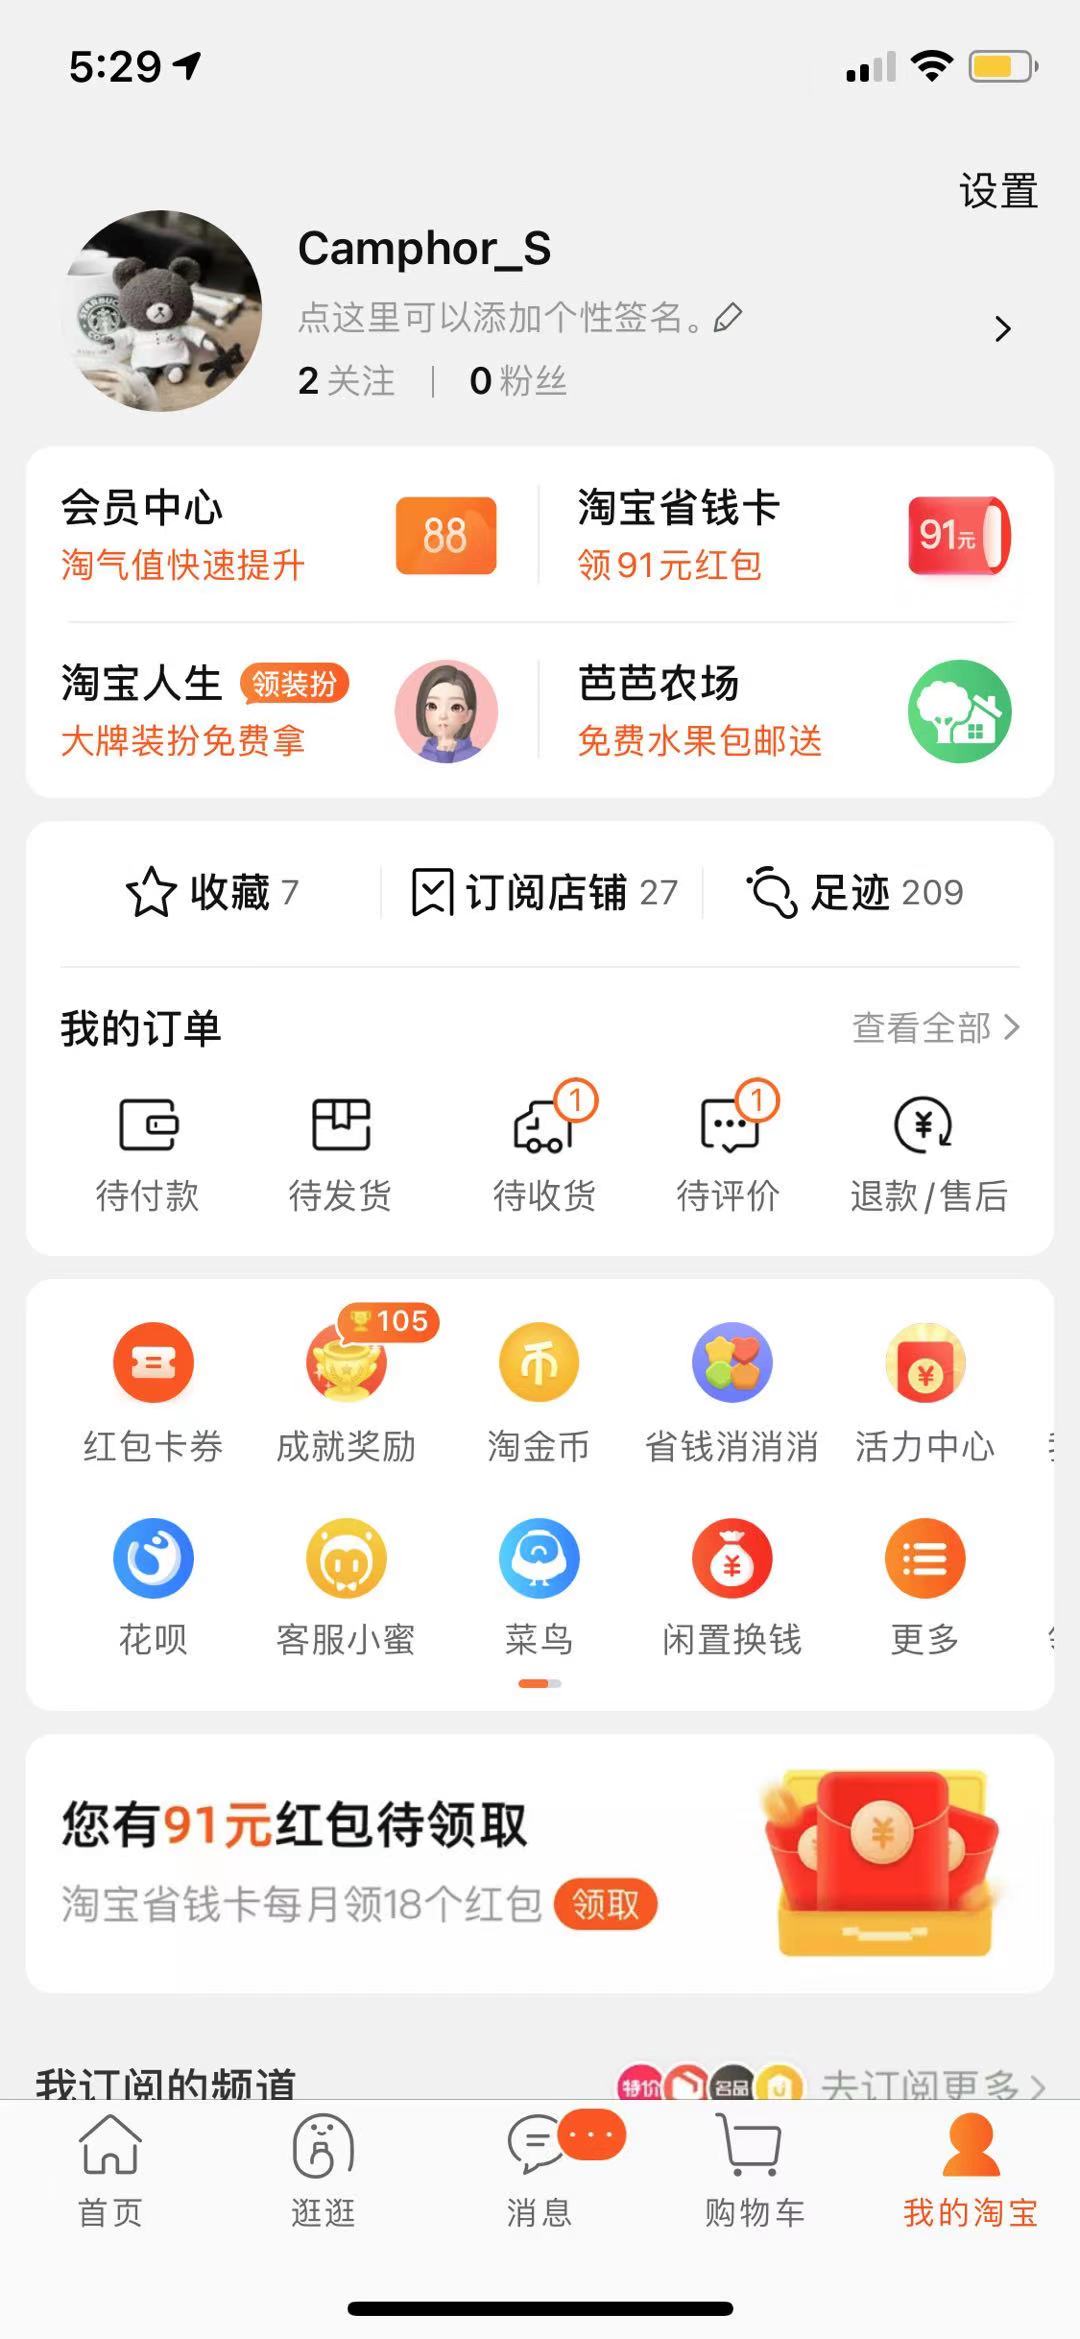 5:29
设置
Camphor_S
点这里可以添加个性签名。
2 关注 | 0 粉丝
会员中心
淘气值快速提升
88
淘宝省钱卡
领91元红包
91元
淘宝人生 领装扮
大牌装扮免费拿
芭芭农场
免费水果包邮送
收藏 7
订阅店铺 27
足迹 209
我的订单
查看全部
1 1
待付款 待发货 待收货 待评价 退款/售后
105
红包卡券 成就奖励 淘金币 省钱消消消 活力中心
花呗 客服小蜜 菜鸟 闲置换钱 更多
您有91元红包待领取
淘宝省钱卡每月领18个红包 领取
我订阅的频道
特价 名品
去订阅更多
首页 逛逛 消息 购物车 我的淘宝